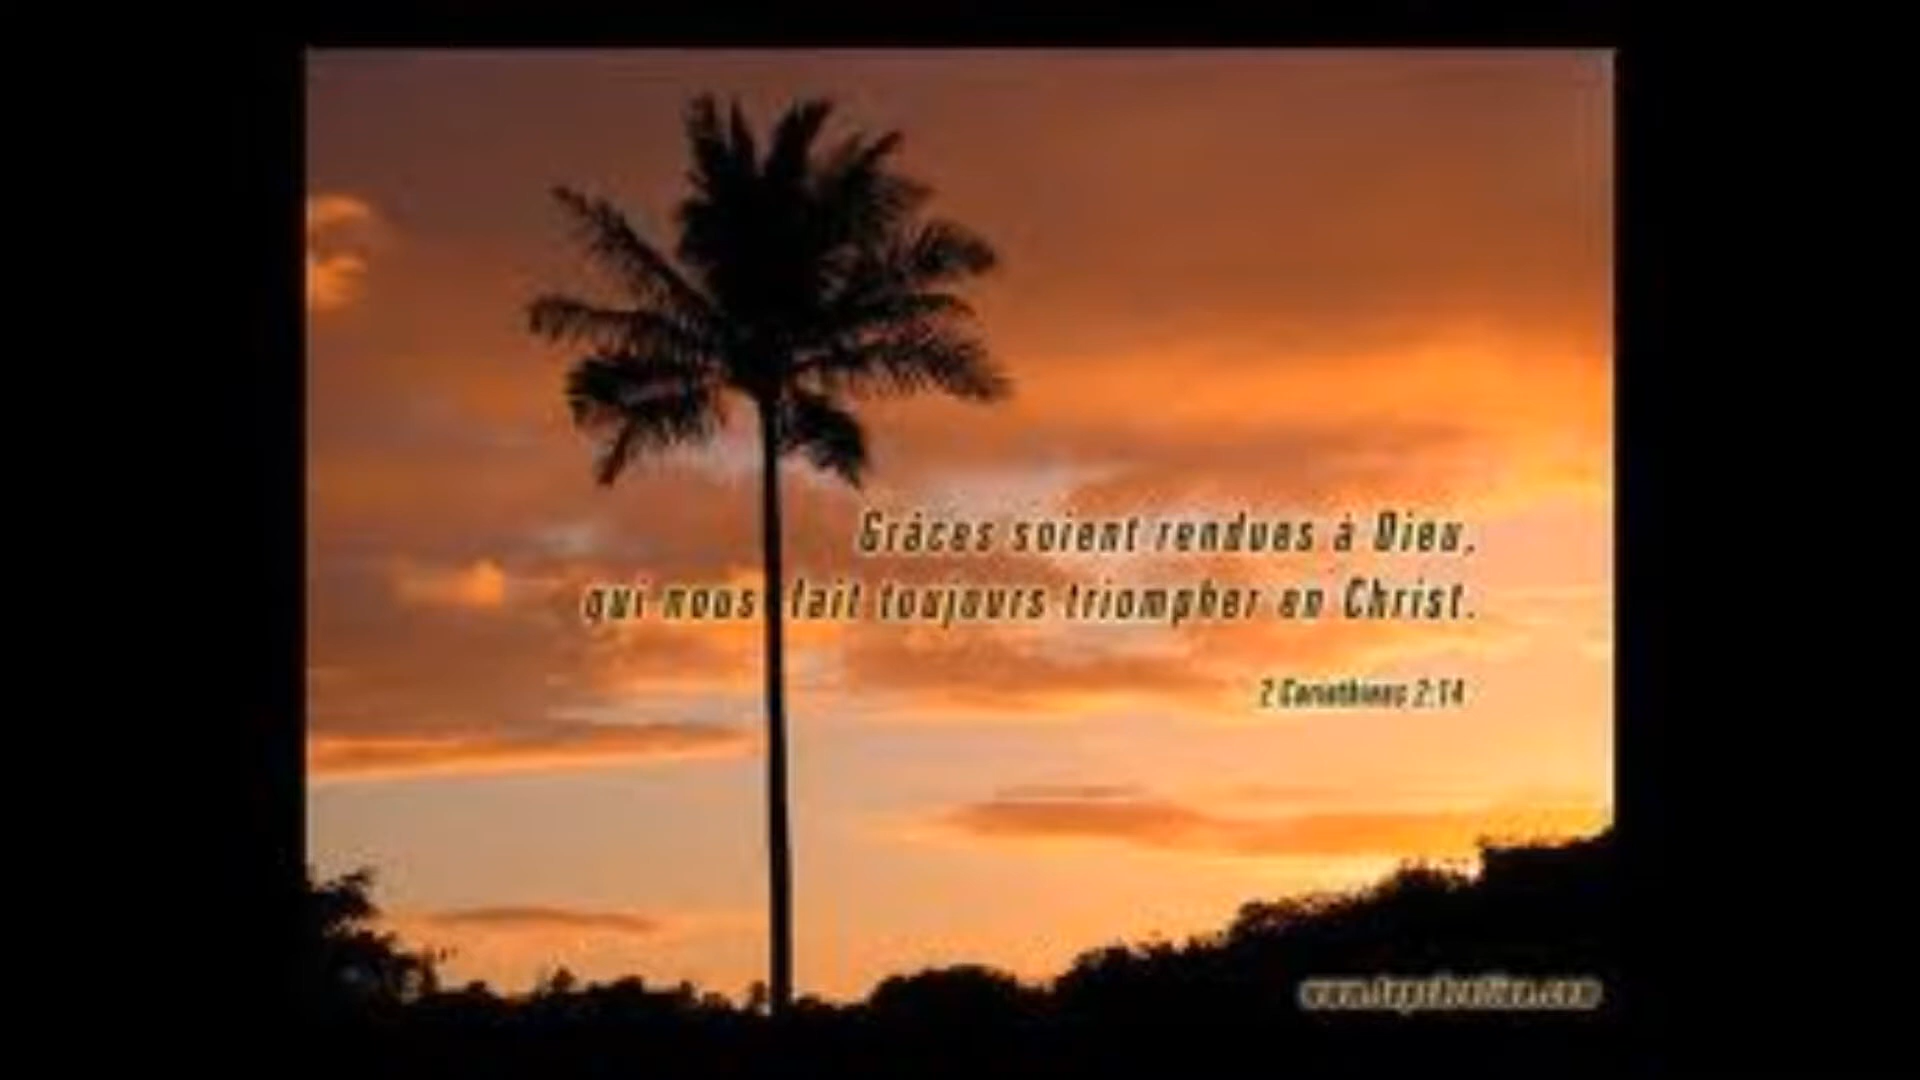 Grâces soient rendues à Dieu,
qui nous fait toujours triompher en Christ.
2 Corinthiens 2:14